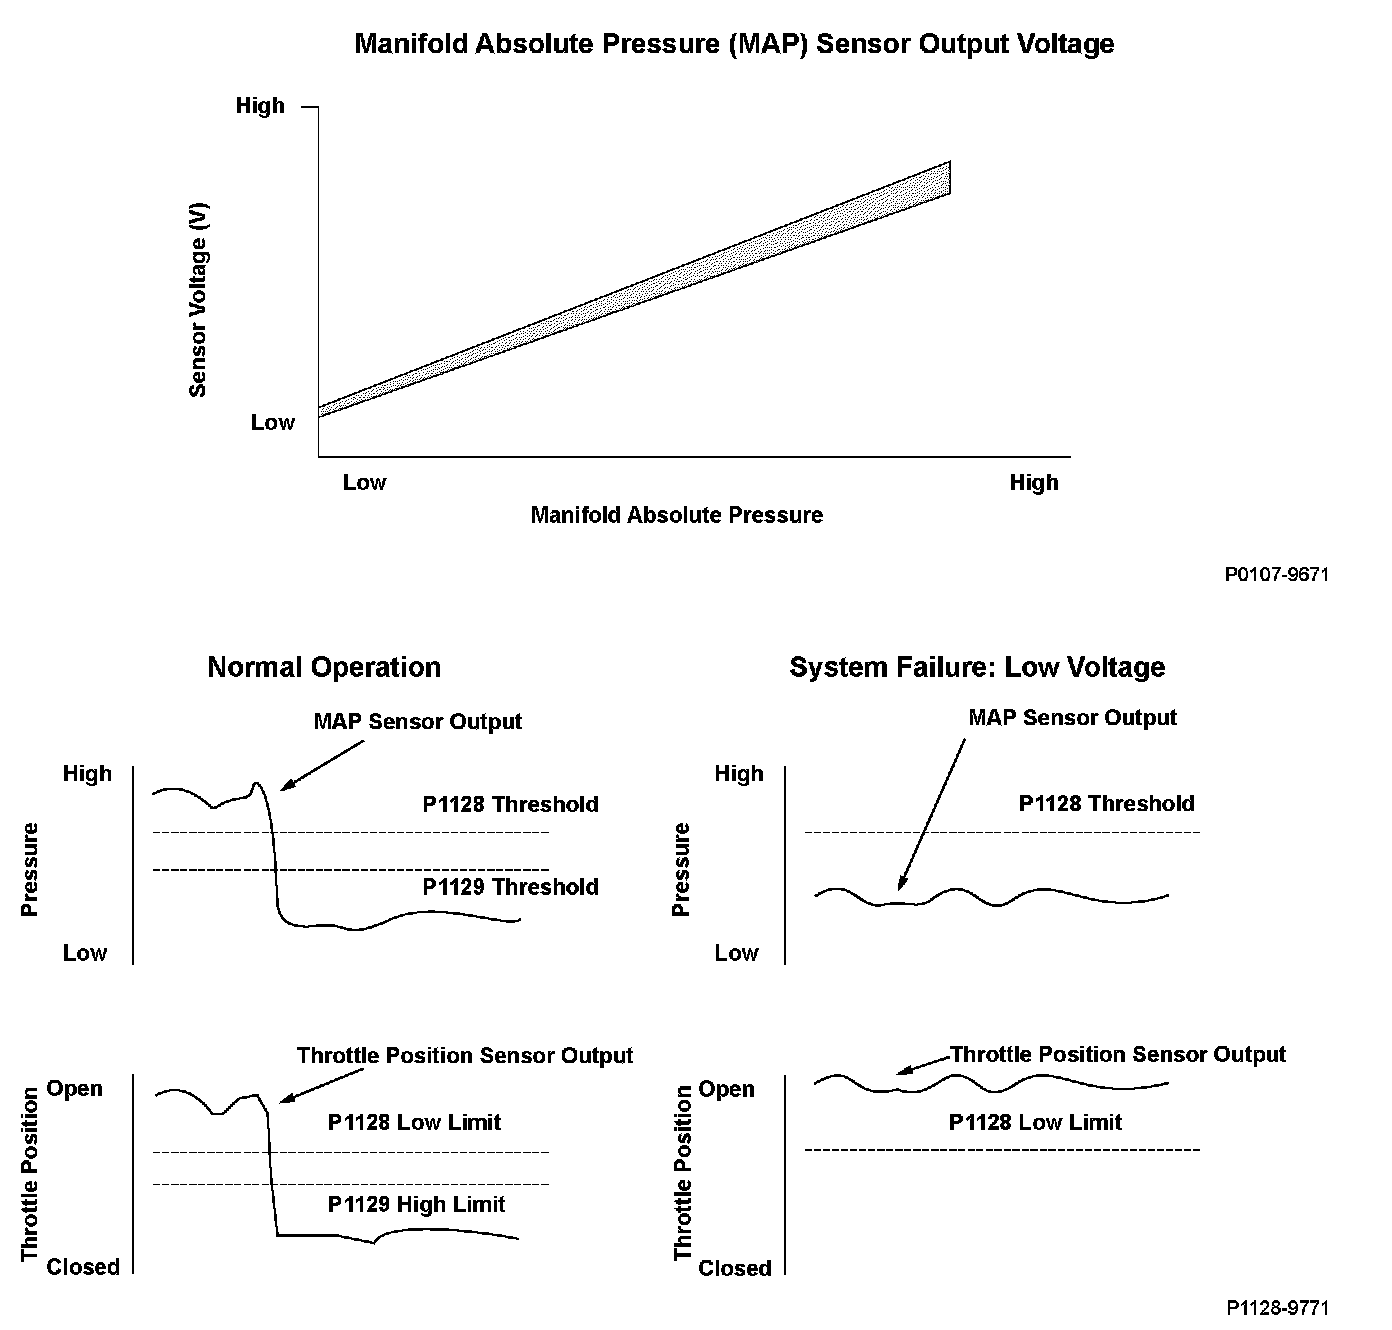 Manifold Absolute Pressure (MAP) Sensor Output Voltage
High
Sensor Voltage (V)
Low
Low
High
Manifold Absolute Pressure
P0107-9671
Normal Operation
MAP Sensor Output
High
P1128 Threshold
Pressure
P1129 Threshold
Low
Throttle Position Sensor Output
Open
P1128 Low Limit
Throttle Position
P1129 High Limit
Closed
System Failure: Low Voltage
MAP Sensor Output
High
P1128 Threshold
Pressure
Low
Throttle Position Sensor Output
Open
P1128 Low Limit
Throttle Position
Closed
P1128-9771